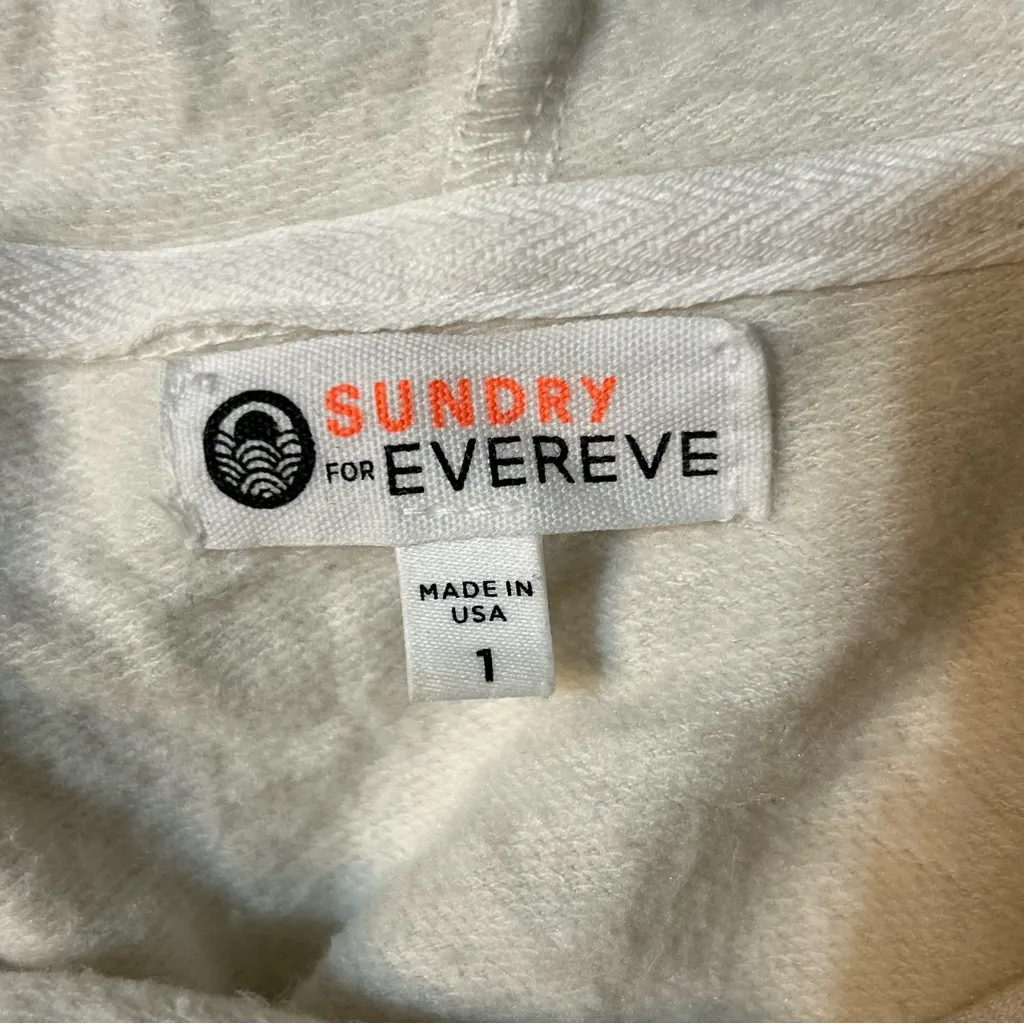 SUNDRY
FOR EVEREVE
MADE IN
USA
1